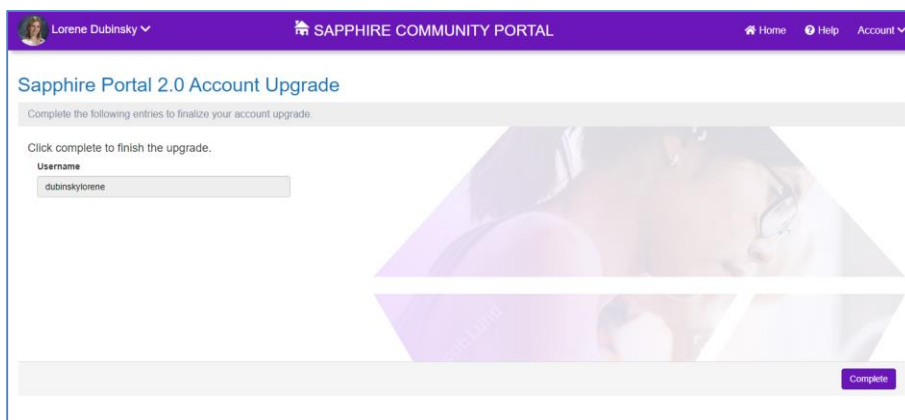 Lorene Dubinsky
SAPPHIRE COMMUNITY PORTAL
Home
Help
Account
Sapphire Portal 2.0 Account Upgrade
Complete the following entries to finalize your account upgrade.
Click complete to finish the upgrade.
Username
dubinskylorene
Complete